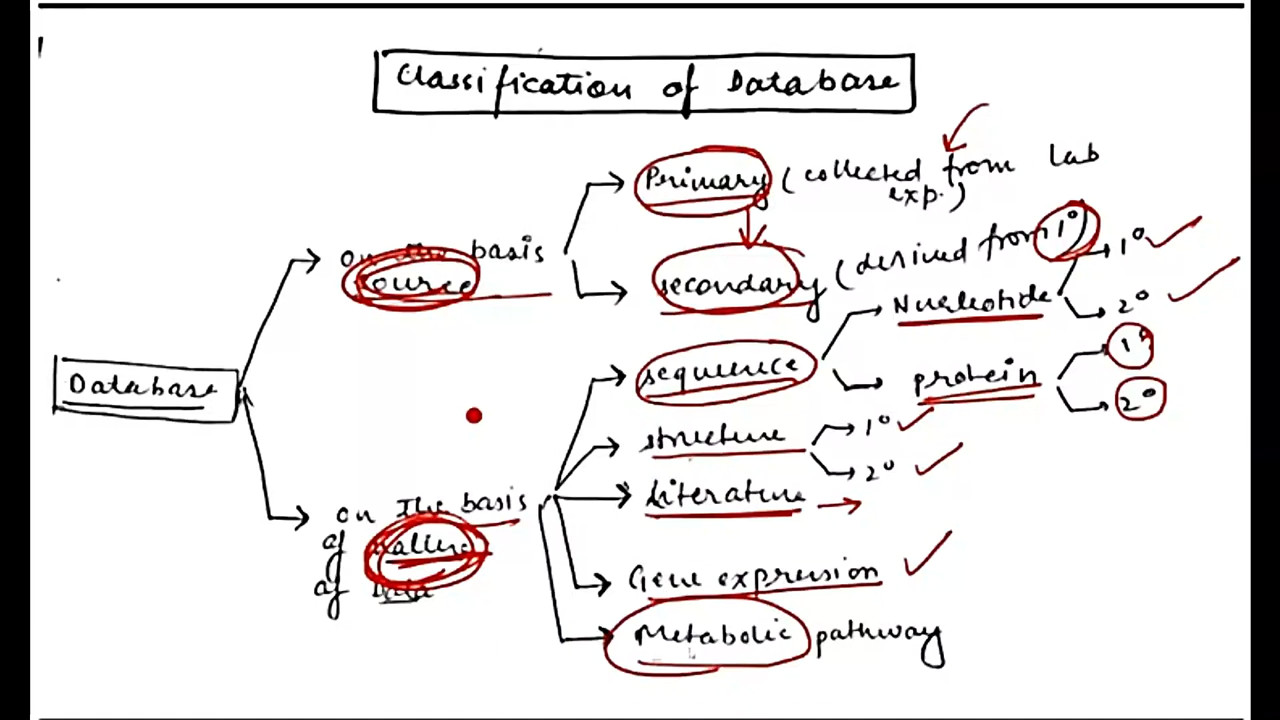 Classification of Database
Primary (collected from lab
exp.)
on the basis
source
secondary (derived from 1°)
1°
Nucleotide
2°
Database
sequence
protein
1°
2°
structure
1°
2°
Literature
on the basis
of nature
of Data
Gene expression
Metabolic pathway